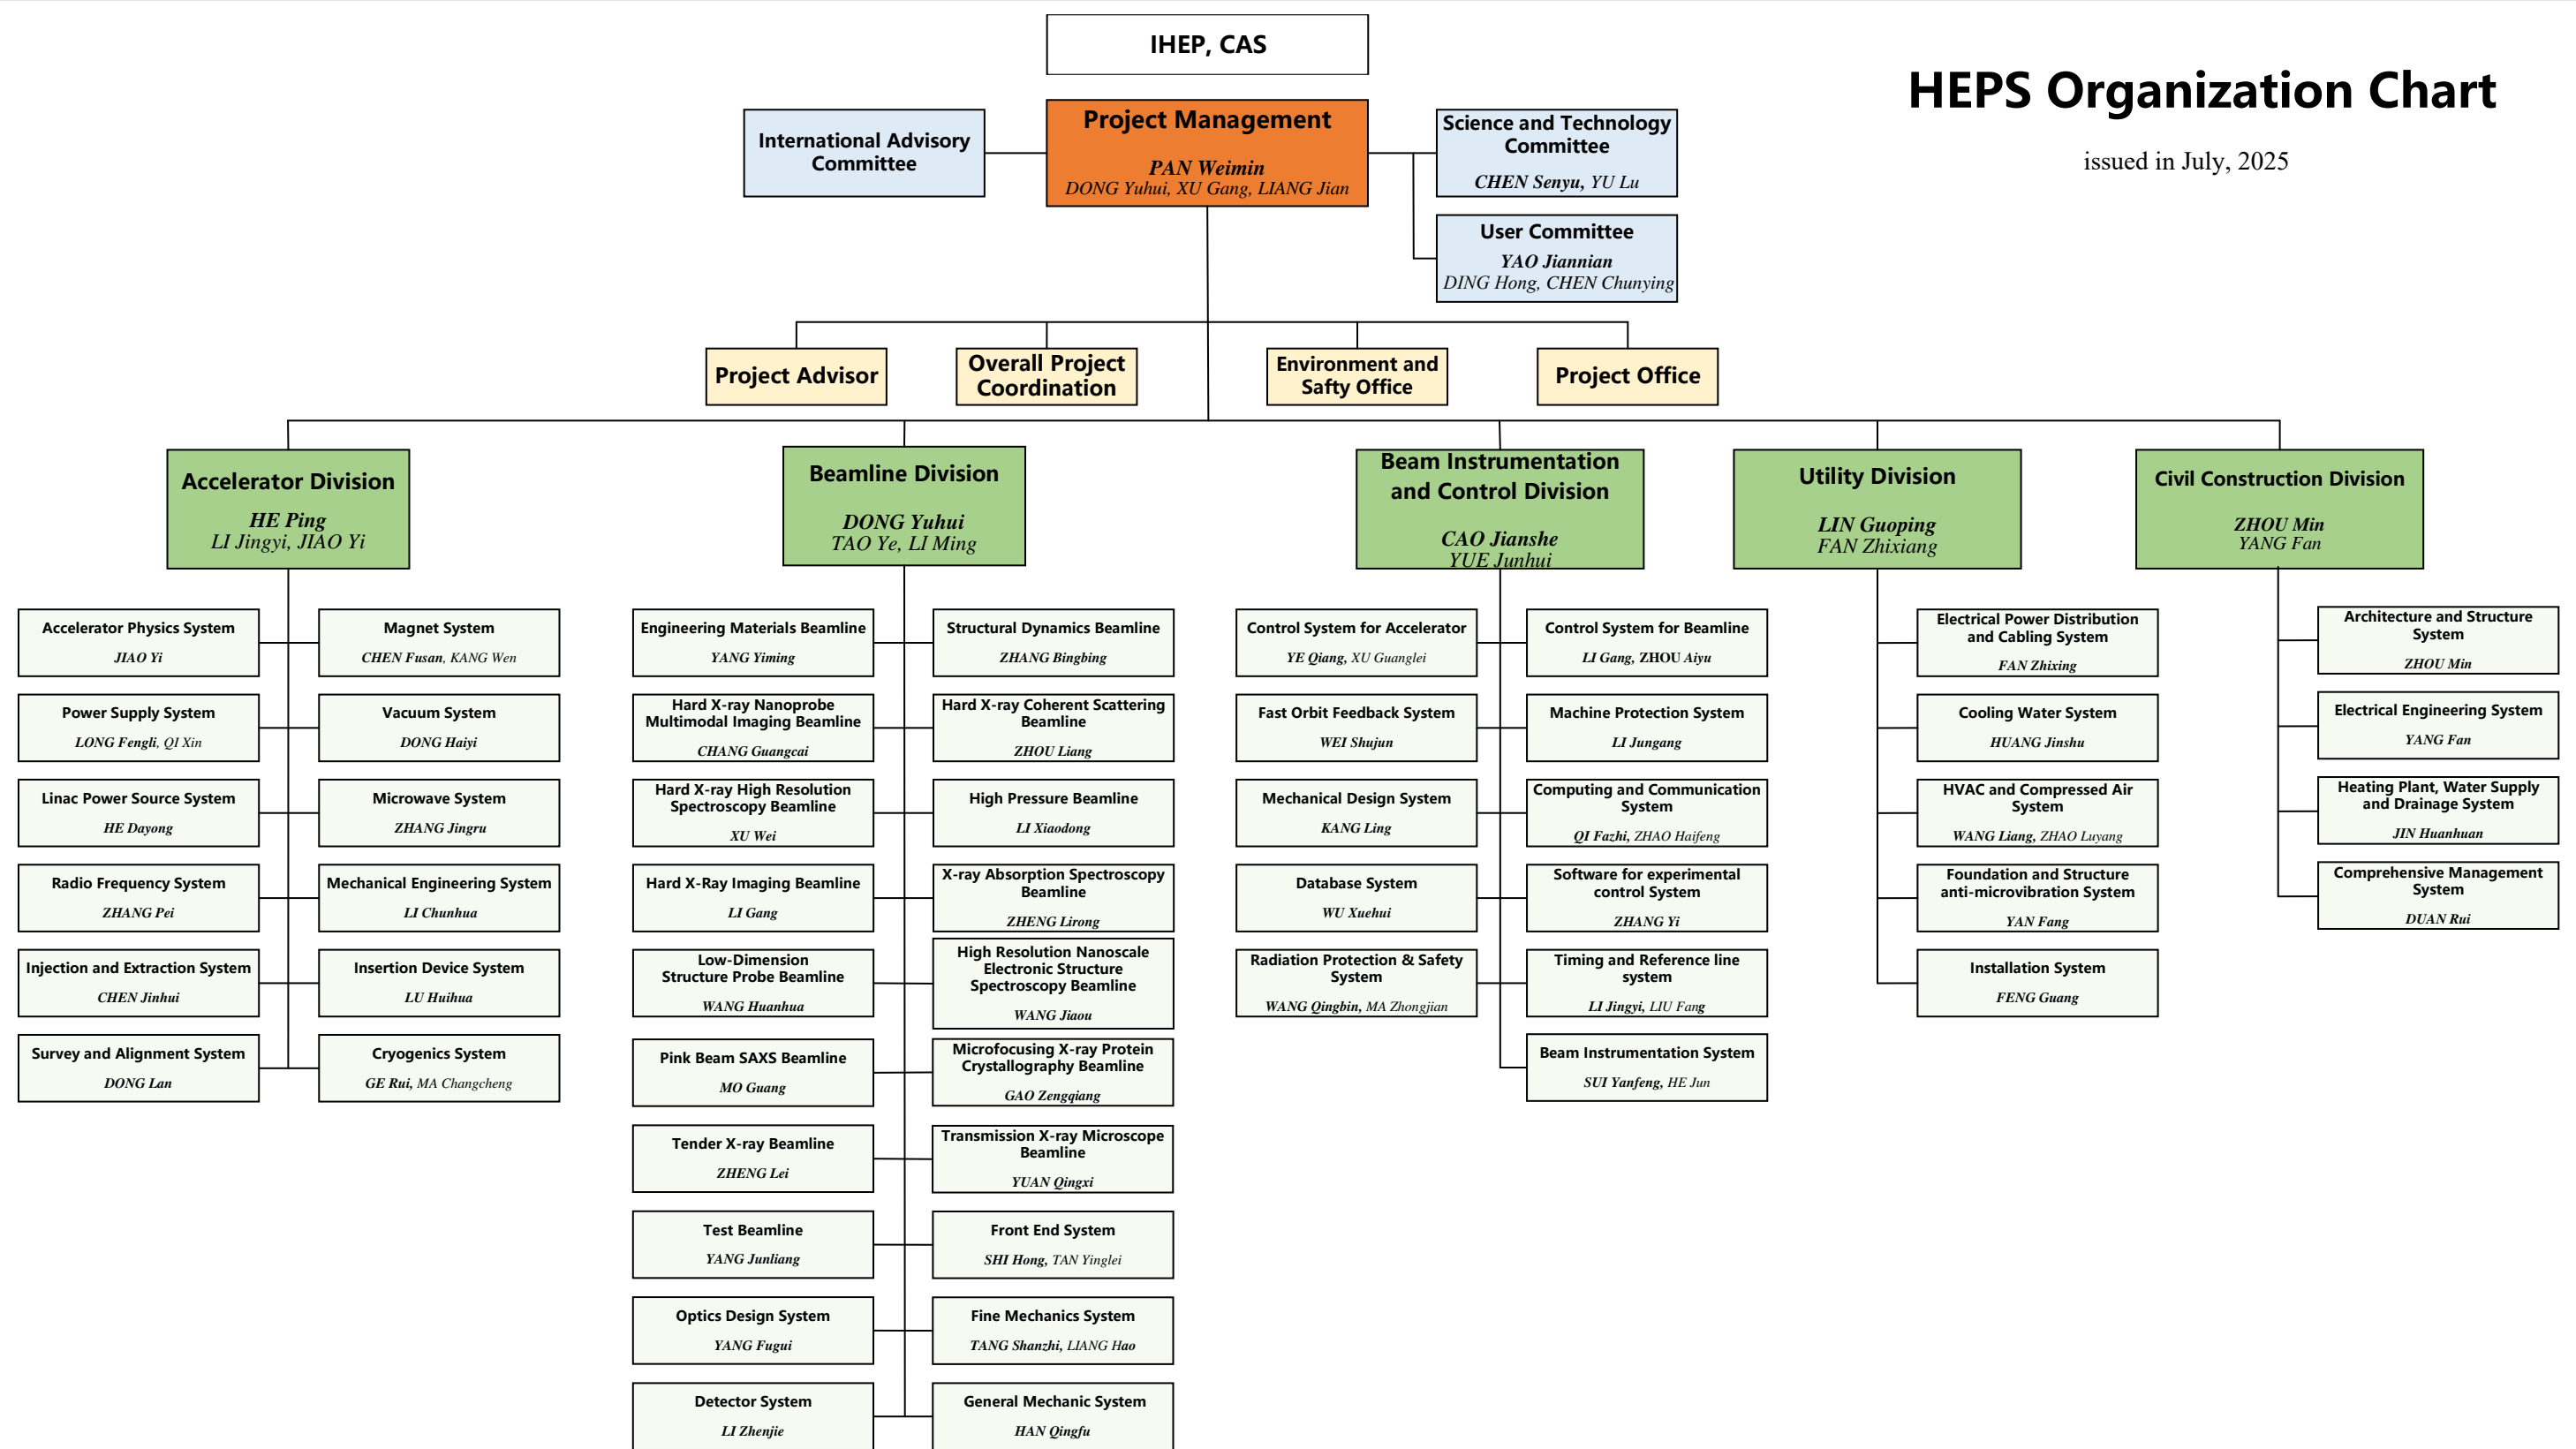 IHEP, CAS
HEPS Organization Chart
issued in July, 2025
International Advisory
Committee
Project Management
PAN Weimin
DONG Yuhui, XU Gang, LIANG Jian
Science and Technology
Committee
CHEN Senyu, YU Lu
User Committee
YAO Jiannian
DING Hong, CHEN Chunying
Project Advisor
Overall Project
Coordination
Environment and
Safty Office
Project Office
Accelerator Division
HE Ping
LI Jingyi, JIAO Yi
Beamline Division
DONG Yuhui
TAO Ye, LI Ming
Beam Instrumentation
and Control Division
CAO Jianshe
YUE Junhui
Utility Division
LIN Guoping
FAN Zhixiang
Civil Construction Division
ZHOU Min
YANG Fan
Accelerator Physics System
JIAO Yi
Magnet System
CHEN Fusan, KANG Wen
Power Supply System
LONG Fengli, QI Xin
Vacuum System
DONG Haiyi
Linac Power Source System
HE Dayong
Microwave System
ZHANG Jingru
Radio Frequency System
ZHANG Pei
Mechanical Engineering System
LI Chunhua
Injection and Extraction System
CHEN Jinhui
Insertion Device System
LU Huihua
Survey and Alignment System
DONG Lan
Cryogenics System
GE Rui, MA Changcheng
Engineering Materials Beamline
YANG Yiming
Structural Dynamics Beamline
ZHANG Bingbing
Hard X-ray Nanoprobe
Multimodal Imaging Beamline
CHANG Guangcai
Hard X-ray Coherent Scattering
Beamline
ZHOU Liang
Hard X-ray High Resolution
Spectroscopy Beamline
XU Wei
High Pressure Beamline
LI Xiaodong
Hard X-Ray Imaging Beamline
LI Gang
X-ray Absorption Spectroscopy
Beamline
ZHENG Lirong
Low-Dimension
Structure Probe Beamline
WANG Huanhua
High Resolution Nanoscale
Electronic Structure
Spectroscopy Beamline
WANG Jiaou
Pink Beam SAXS Beamline
MO Guang
Microfocusing X-ray Protein
Crystallography Beamline
GAO Zengqiang
Tender X-ray Beamline
ZHENG Lei
Transmission X-ray Microscope
Beamline
YUAN Qingxi
Test Beamline
YANG Junliang
Front End System
SHI Hong, TAN Yinglei
Optics Design System
YANG Fugui
Fine Mechanics System
TANG Shanzhi, LIANG Hao
Detector System
LI Zhenjie
General Mechanic System
HAN Qingfu
Control System for Accelerator
YE Qiang, XU Guanglei
Control System for Beamline
LI Gang, ZHOU Aiyu
Fast Orbit Feedback System
WEI Shujun
Machine Protection System
LI Jungang
Mechanical Design System
KANG Ling
Computing and Communication
System
QI Fazhi, ZHAO Haifeng
Database System
WU Xuehui
Software for experimental
control System
ZHANG Yi
Radiation Protection & Safety
System
WANG Qingbin, MA Zhongjian
Timing and Reference line
system
LI Jingyi, LIU Fang
Beam Instrumentation System
SUI Yanfeng, HE Jun
Electrical Power Distribution
and Cabling System
FAN Zhixing
Cooling Water System
HUANG Jinshu
HVAC and Compressed Air
System
WANG Liang, ZHAO Luyang
Foundation and Structure
anti-microvibration System
YAN Fang
Installation System
FENG Guang
Architecture and Structure
System
ZHOU Min
Electrical Engineering System
YANG Fan
Heating Plant, Water Supply
and Drainage System
JIN Huanhuan
Comprehensive Management
System
DUAN Rui